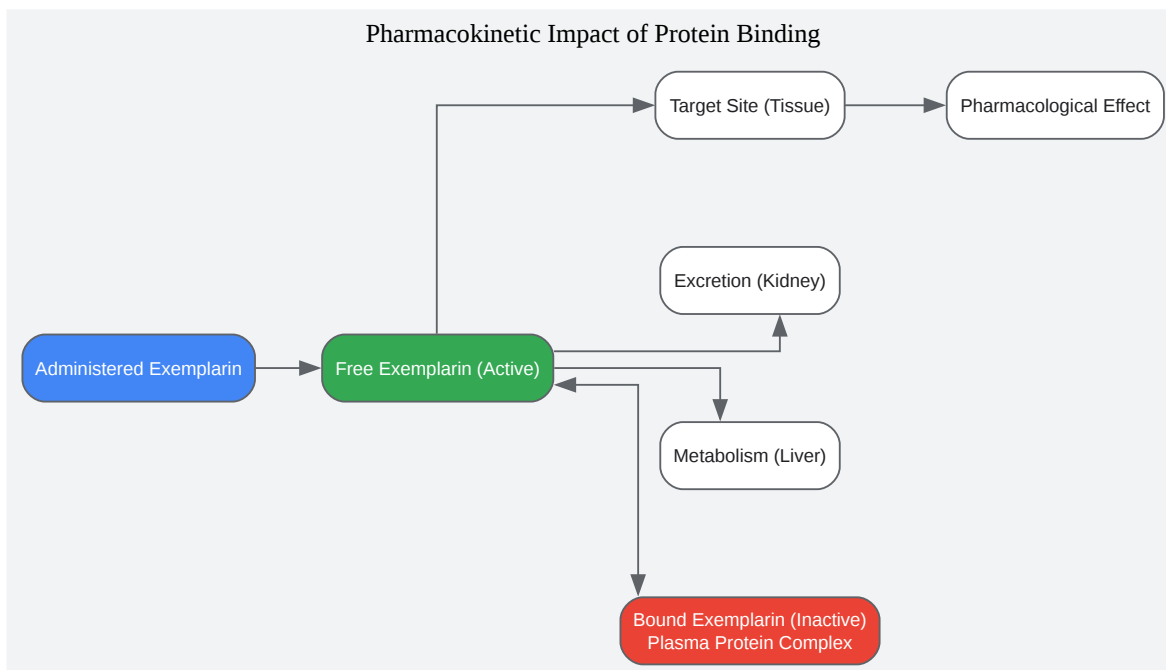 Pharmacokinetic Impact of Protein Binding
Target Site (Tissue)
Pharmacological Effect
Excretion (Kidney)
Administered Exemplarin
Free Exemplarin (Active)
Metabolism (Liver)
Bound Exemplarin (Inactive)
Plasma Protein Complex